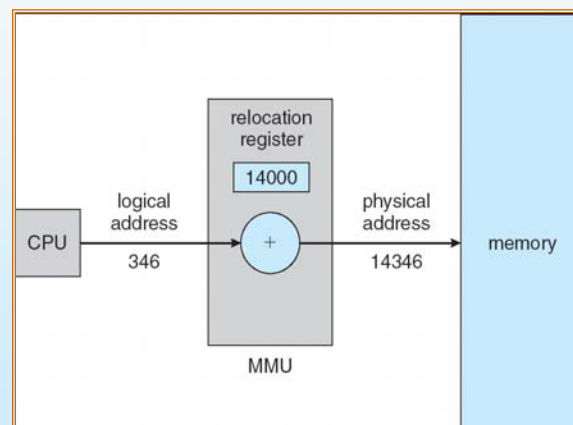 relocation
register
14000
logical
address
physical
address
CPU
+
memory
346
14346
MMU